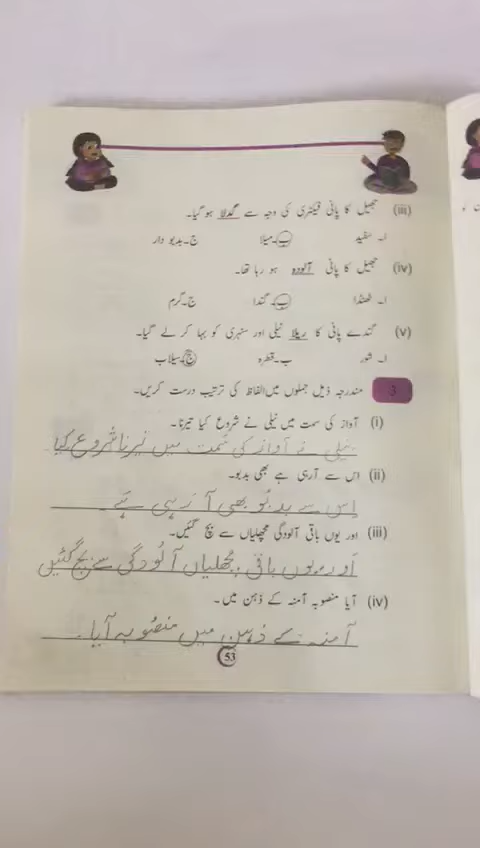 (iii) جھیل کا پانی فیکٹری کی وجہ سے گدلا ہو گیا۔
ا۔ سفید ب۔ میلا ج۔ بدبو دار
(iv) جھیل کا پانی آلودہ ہو رہا تھا۔
ا۔ ٹھنڈا ب۔ گندا ج۔ گرم
(v) گندے پانی کا ریلا نیلی اور سنہری کو بہا کر لے گیا۔
ا۔ شور ب۔ قطرہ ج۔ سیلاب
3 مندرجہ ذیل جملوں میں الفاظ کی ترتیب درست کریں۔
(i) آواز کی سمت میں نیلی نے شروع کیا تیرنا۔
نیلی نے آواز کی سمت میں تیرنا شروع کیا
(ii) اس سے آرہی ہے بھی بدبو۔
اس سے بدبو بھی آ رہی ہے۔
(iii) اور یوں باقی آلودگی مچھلیاں سے بچ گئیں۔
اور یوں باقی مچھلیاں آلودگی سے بچ گئیں
(iv) آیا منصوبہ آمنہ کے ذہن میں۔
آمنہ کے ذہن میں منصوبہ آیا۔
53